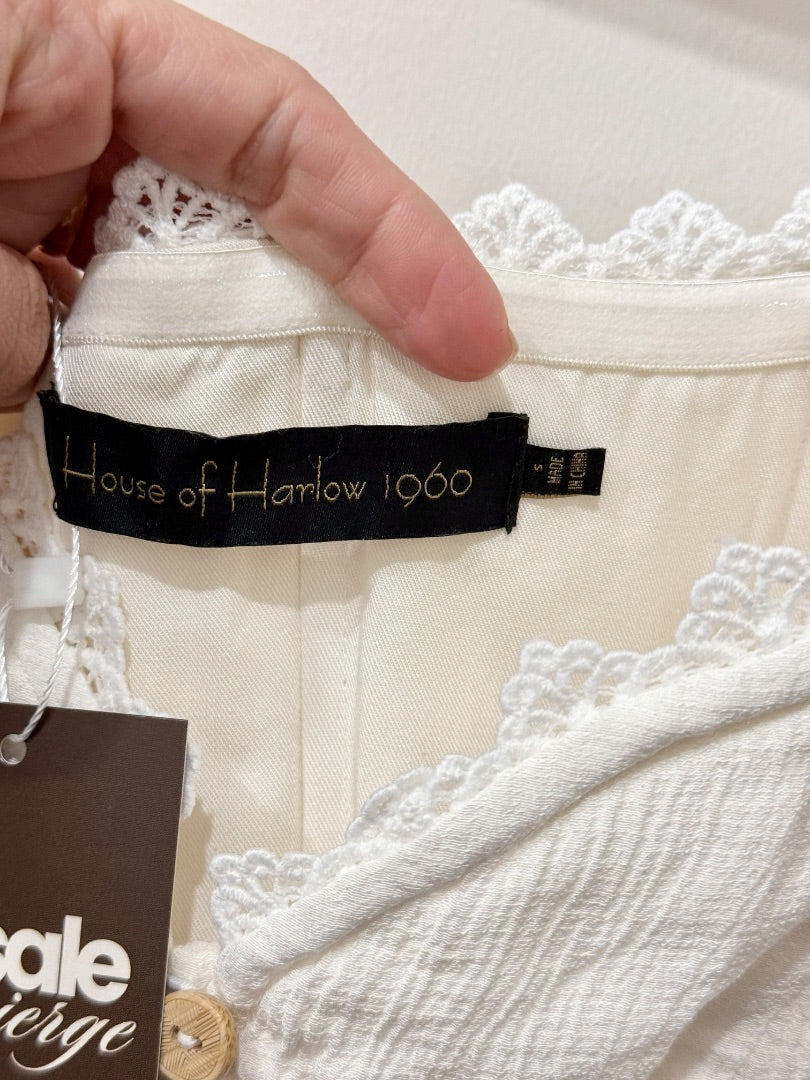 House of Harlow 1960
S
MADE
IN CHINA
sale
ierge